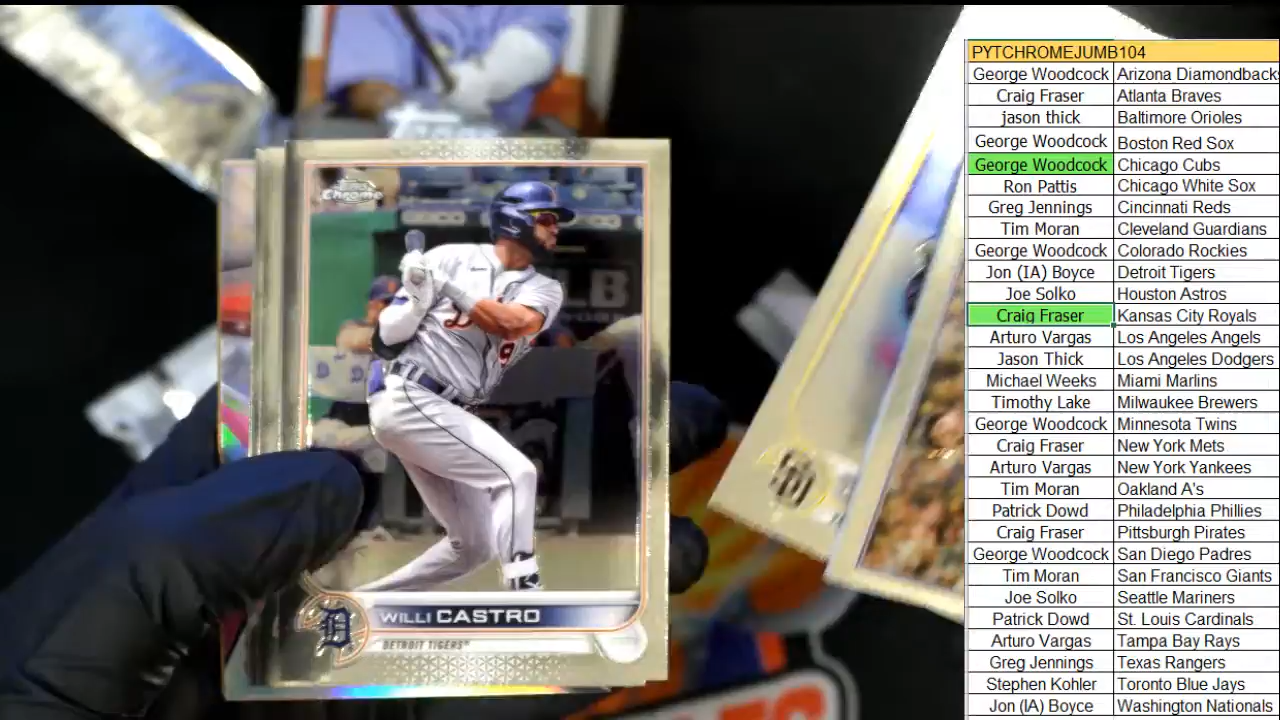 Topps
Chrome
GEICO
MLB
D
9
WILLI CASTRO
DETROIT TIGERS
SD
PYTCHROMEJUMB104
George Woodcock Arizona Diamondback
Craig Fraser Atlanta Braves
jason thick Baltimore Orioles
George Woodcock Boston Red Sox
George Woodcock Chicago Cubs
Ron Pattis Chicago White Sox
Greg Jennings Cincinnati Reds
Tim Moran Cleveland Guardians
George Woodcock Colorado Rockies
Jon (IA) Boyce Detroit Tigers
Joe Solko Houston Astros
Craig Fraser Kansas City Royals
Arturo Vargas Los Angeles Angels
Jason Thick Los Angeles Dodgers
Michael Weeks Miami Marlins
Timothy Lake Milwaukee Brewers
George Woodcock Minnesota Twins
Craig Fraser New York Mets
Arturo Vargas New York Yankees
Tim Moran Oakland A's
Patrick Dowd Philadelphia Phillies
Craig Fraser Pittsburgh Pirates
George Woodcock San Diego Padres
Tim Moran San Francisco Giants
Joe Solko Seattle Mariners
Patrick Dowd St. Louis Cardinals
Arturo Vargas Tampa Bay Rays
Greg Jennings Texas Rangers
Stephen Kohler Toronto Blue Jays
Jon (IA) Boyce Washington Nationals